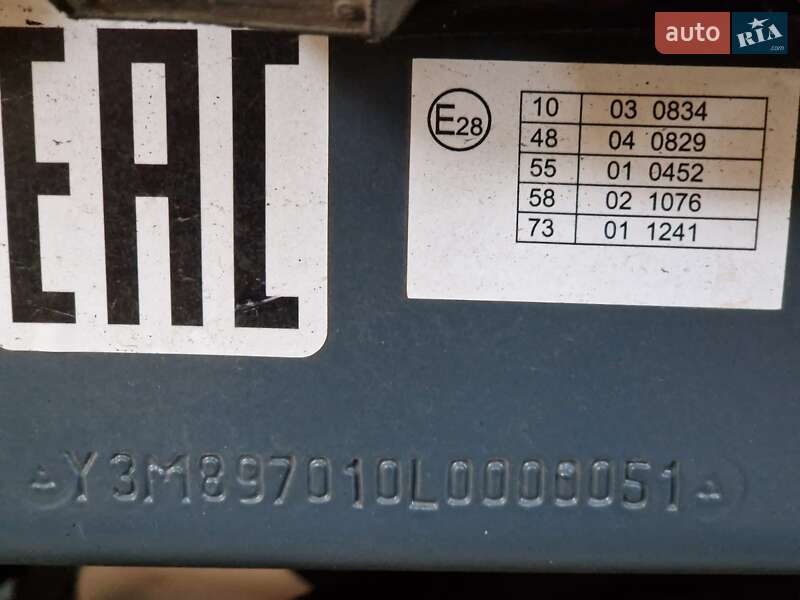 auto RIA
.com
EAC
E28
10 03 0834
48 04 0829
55 01 0452
58 02 1076
73 01 1241
Y3M897010L0000051